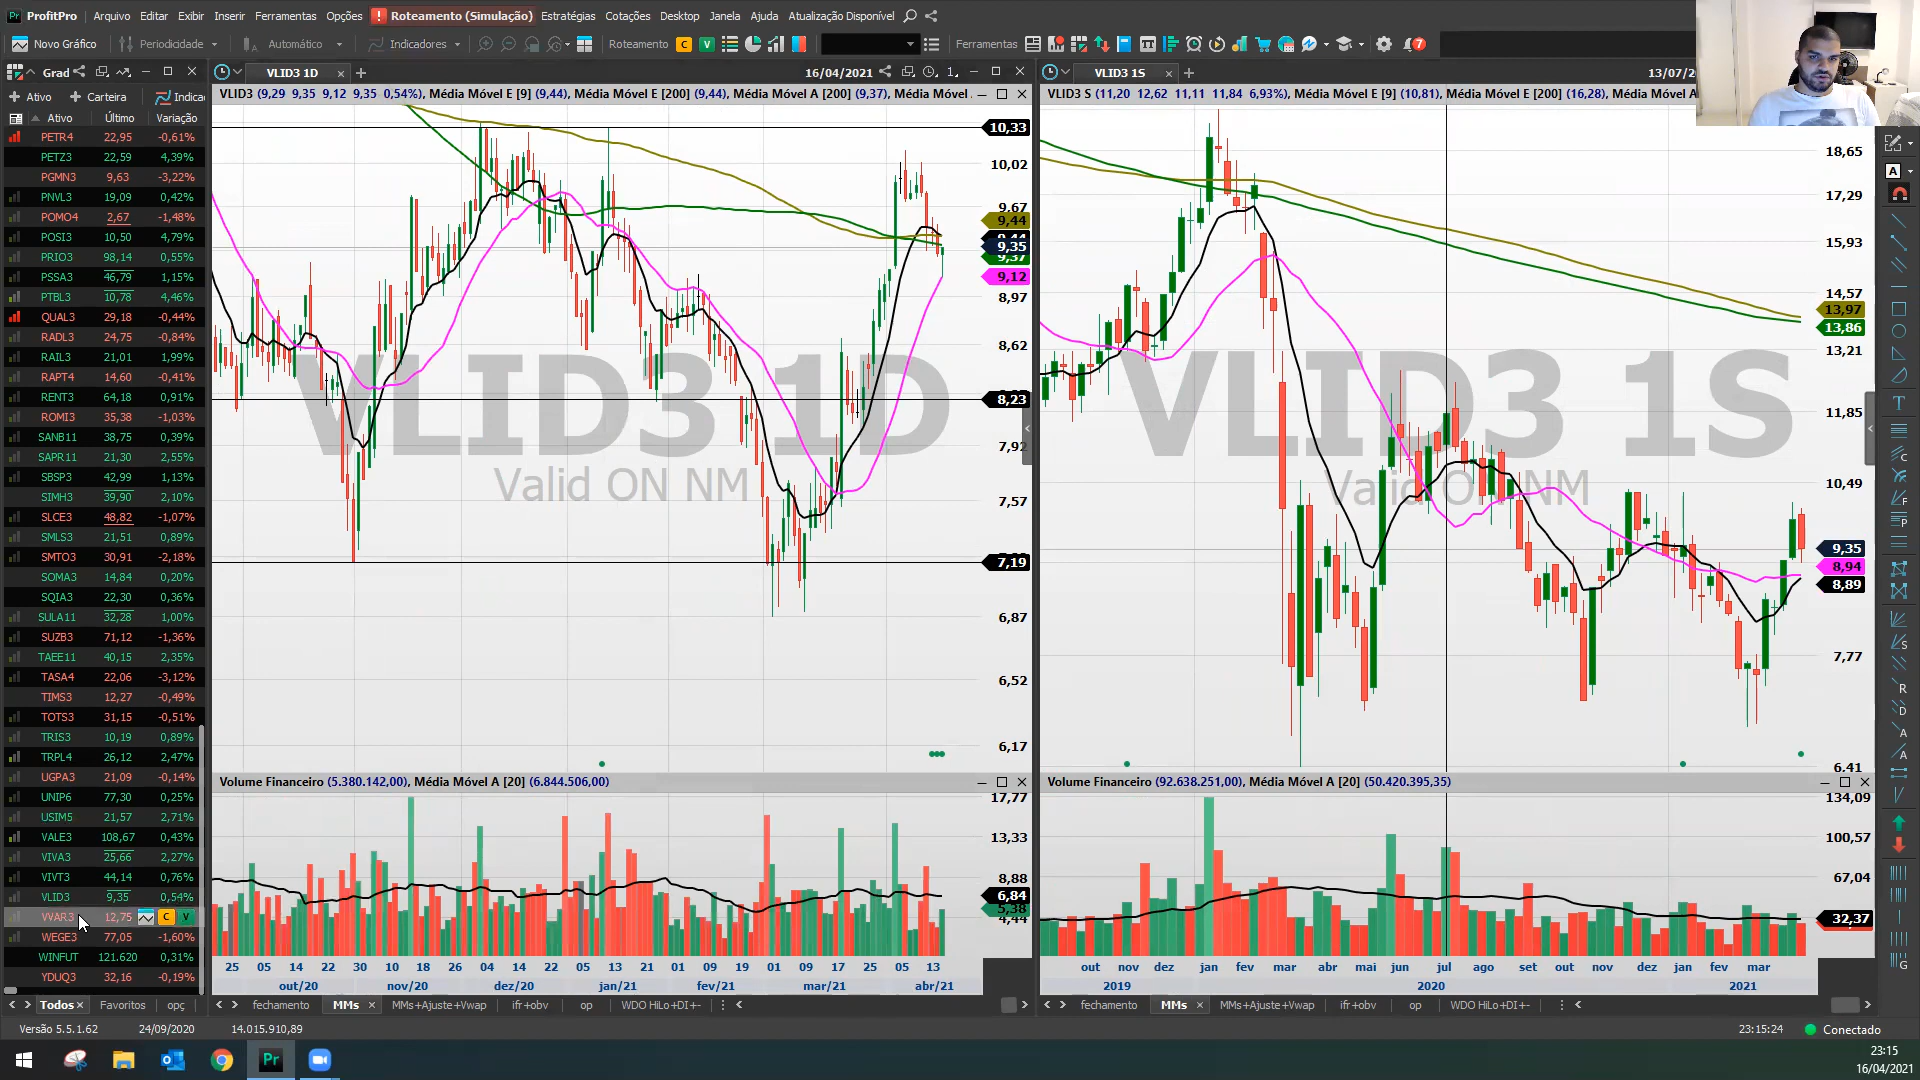 ProfitPro Arquivo Editar Exibir Inserir Ferramentas Opções Roteamento (Simulação) Estratégias Cotações Desktop Janela Ajuda Atualização Disponível
Novo Gráfico Periodicidade Automático Indicadores Roteamento C V Ferramentas 7
Grad
VLID3 1D 16/04/2021 1
VLID3 1S 13/07/20
Ativo Carteira Indica
VLID3 (9,29 9,35 9,12 9,35 0,54%), Média Móvel E [9] (9,44), Média Móvel E [200] (9,44), Média Móvel A [200] (9,37), Média Móvel
VLID3 S (11,20 12,62 11,11 11,84 6,93%), Média Móvel E [9] (10,81), Média Móvel E [200] (16,28), Média Móvel A
Ativo Último Variação
PETR4 22,95 -0,61%
PETZ3 22,59 4,39%
PGMN3 9,63 -3,22%
PNVL3 19,09 0,42%
POMO4 2,67 -1,48%
POSI3 10,50 4,79%
PRIO3 98,14 0,55%
PSSA3 46,79 1,15%
PTBL3 10,78 4,46%
QUAL3 29,18 -0,44%
RADL3 24,75 -0,84%
RAIL3 21,01 1,99%
RAPT4 14,60 -0,41%
RENT3 64,18 0,91%
ROMI3 35,38 -1,03%
SANB11 38,75 0,39%
SAPR11 21,30 2,55%
SBSP3 42,99 1,13%
SIMH3 39,90 2,10%
SLCE3 48,82 -1,07%
SMLS3 21,51 0,89%
SMTO3 30,91 -2,18%
SOMA3 14,84 0,20%
SQIA3 22,30 0,36%
SULA11 32,28 1,00%
SUZB3 71,12 -1,36%
TAEE11 40,15 2,35%
TASA4 22,06 -3,12%
TIMS3 12,27 -0,49%
TOTS3 31,15 -0,51%
TRIS3 10,19 0,89%
TRPL4 26,12 2,47%
UGPA3 21,09 -0,14%
UNIP6 77,30 0,25%
USIM5 21,57 2,71%
VALE3 108,67 0,43%
VIVA3 25,66 2,27%
VIVT3 44,14 0,76%
VLID3 9,35 0,54%
VVAR3 12,75 C V
WEGE3 77,05 -1,60%
WINFUT 121.620 0,31%
YDUQ3 32,16 -0,19%
Todos Favoritos opç
VLID3 1D
Valid ON NM
10,33
10,02
9,67
9,44
9,35
9,37
9,12
8,97
8,62
8,23
7,92
7,57
7,19
6,87
6,52
6,17
Volume Financeiro (5.380.142,00), Média Móvel A [20] (6.844.506,00)
17,77
13,33
8,88
6,84
5,38
4,44
25 05 14 22 30 10 18 26 04 14 22 05 13 21 01 09 19 01 09 17 25 05 13
out/20 nov/20 dez/20 jan/21 fev/21 mar/21 abr/21
fechamento MMs MMs+Ajuste+Vwap ifr+obv op WDO HiLo+DI+-
VLID3 1S
Valid ON NM
18,65
17,29
15,93
14,57
13,97
13,86
13,21
11,85
10,49
9,35
8,94
8,89
7,77
6,41
Volume Financeiro (92.638.251,00), Média Móvel A [20] (50.420.395,35)
134,09
100,57
67,04
32,37
out nov dez jan fev mar abr mai jun jul ago set out nov dez jan fev mar
2019 2020 2021
fechamento MMs MMs+Ajuste+Vwap ifr+obv op WDO HiLo+DI+-
Versão 5.5.1.62 24/09/2020 14.015.910,89 23:15:24 Conectado
23:15
16/04/2021